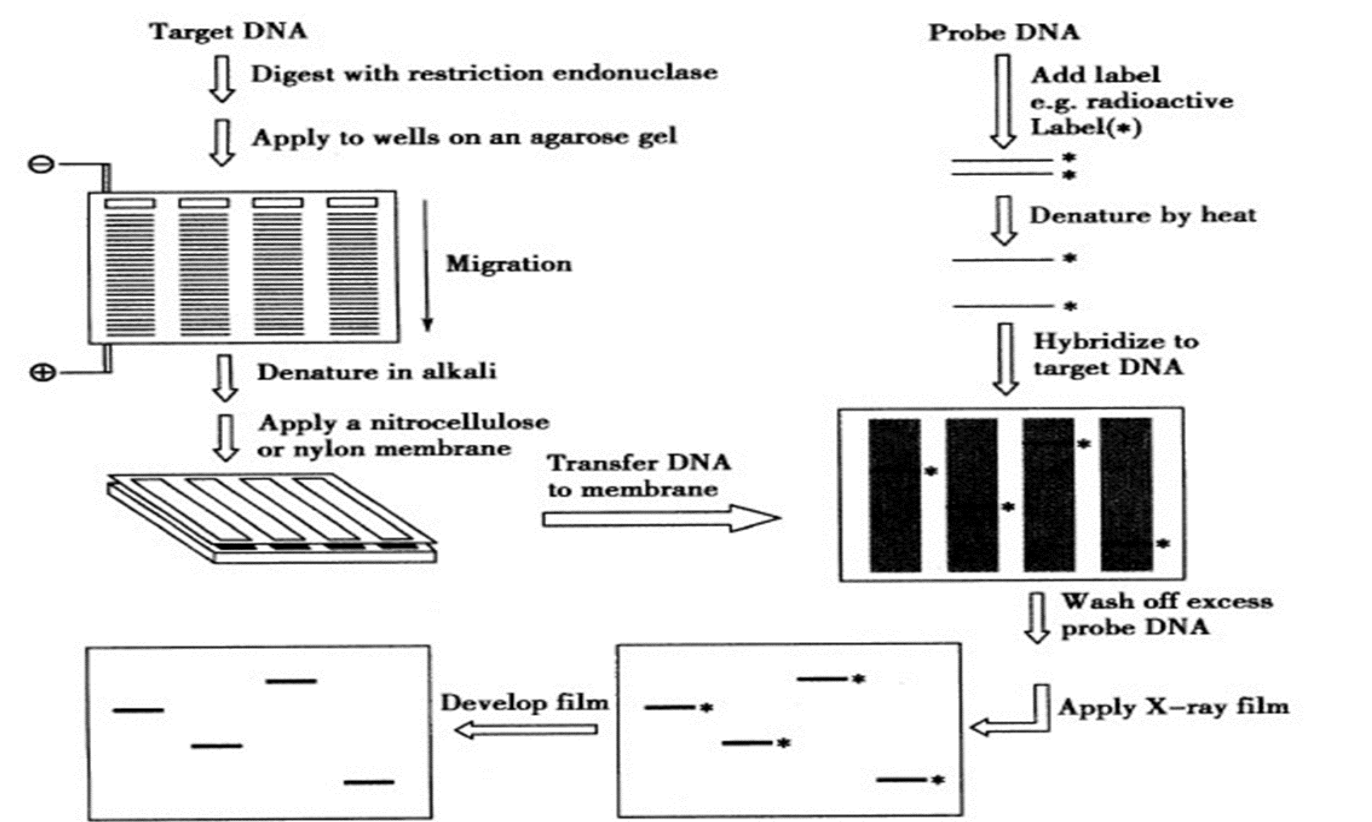 Target DNA
Digest with restriction endonuclase
Apply to wells on an agarose gel
⊖
Migration
⊕
Denature in alkali
Apply a nitrocellulose
or nylon membrane
Transfer DNA
to membrane
Probe DNA
Add label
e.g. radioactive
Label(*)
*
*
Denature by heat
*
*
Hybridize to
target DNA
*
*
*
*
Wash off excess
probe DNA
Apply X-ray film
*
*
*
*
Develop film